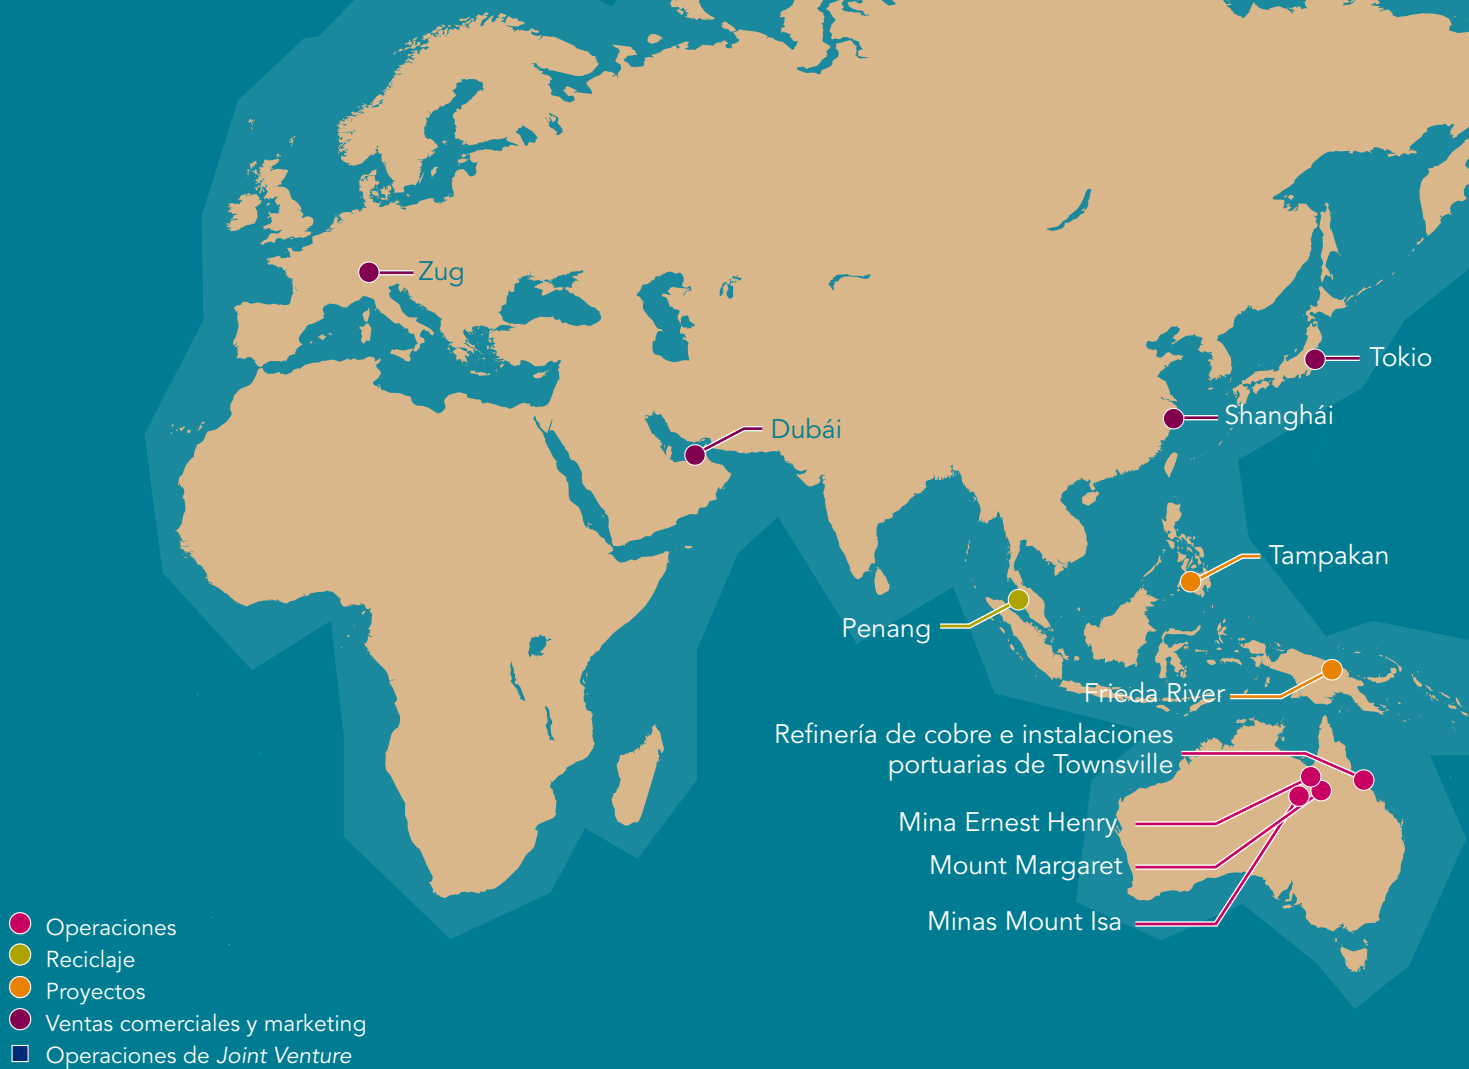 Zug
Tokio
Shanghái
Dubái
Tampakan
Penang
Frieda River
Refinería de cobre e instalaciones
portuarias de Townsville
Mina Ernest Henry
Mount Margaret
Minas Mount Isa
Operaciones
Reciclaje
Proyectos
Ventas comerciales y marketing
Operaciones de Joint Venture